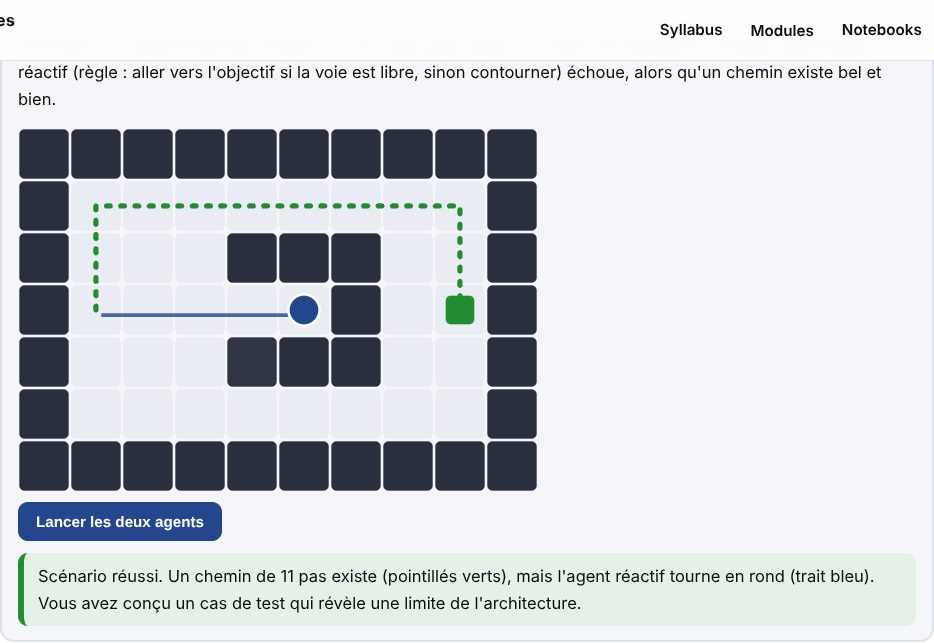 es
Syllabus Modules Notebooks
réactif (règle : aller vers l'objectif si la voie est libre, sinon contourner) échoue, alors qu'un chemin existe bel et
bien.
Lancer les deux agents
Scénario réussi. Un chemin de 11 pas existe (pointillés verts), mais l'agent réactif tourne en rond (trait bleu).
Vous avez conçu un cas de test qui révèle une limite de l'architecture.